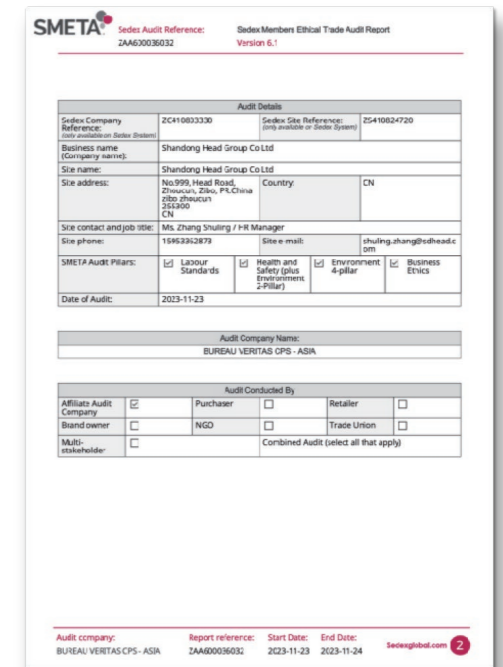 SMETA
Sedex Audit Reference:
ZAA600036032
Sedex Members Ethical Trade Audit Report
Version 6.1
Audit Details
Sedex Company Reference:
(only available on Sedex System)
ZC410833330
Sedex Site Reference:
(only available on Sedex System)
ZS410824720
Business name
(Company name):
Shandong Head Group Co Ltd
Site name:
Shandong Head Group Co Ltd
Site address:
No.999, Head Road,
Zhoucun, Zibo, PR.China
zibo zhoucun
255300
CN
Country:
CN
Site contact and job title:
Ms. Zhang Shuling / HR Manager
Site phone:
15953362873
Site e-mail:
shuling.zhang@sdhead.c
om
SMETA Audit Pillars:
Labour
Standards
Health and
Safety (plus
Environment
2-Pillar)
Environment
4-pillar
Business
Ethics
Date of Audit:
2023-11-23
Audit Company Name:
BUREAU VERITAS CPS - ASIA
Audit Conducted By
Affiliate Audit
Company
Purchaser
Retailer
Brand owner
NGO
Trade Union
Multi-
stakeholder
Combined Audit (select all that apply)
Audit company:
BUREAU VERITAS CPS - ASIA
Report reference:
ZAA600036032
Start Date:
2023-11-23
End Date:
2023-11-24
Sedexglobal.com
2